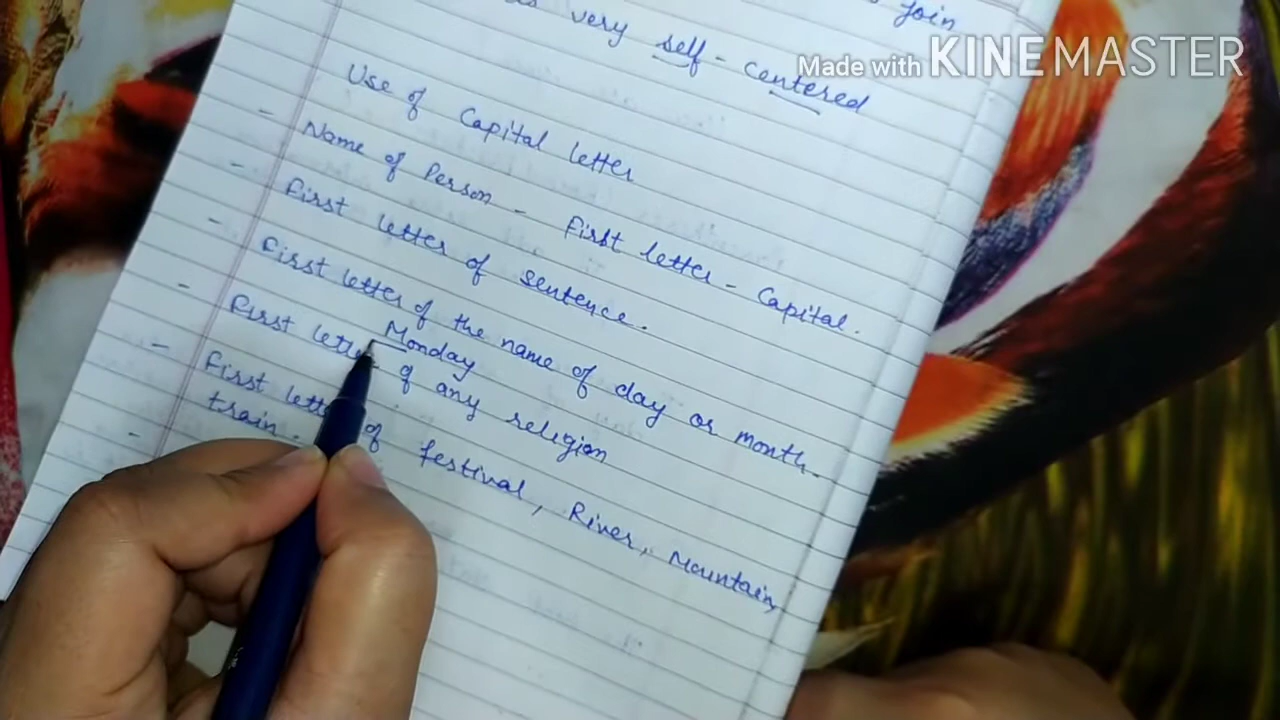 join
very self - centered
Made with KINEMASTER
Use of Capital letter
- Name of Person - First letter - Capital.
- First letter of sentence.
- First letter of the name of day or month.
Monday
- First letter of any religion
- First letter of festival, River, Mountain,
train.
-